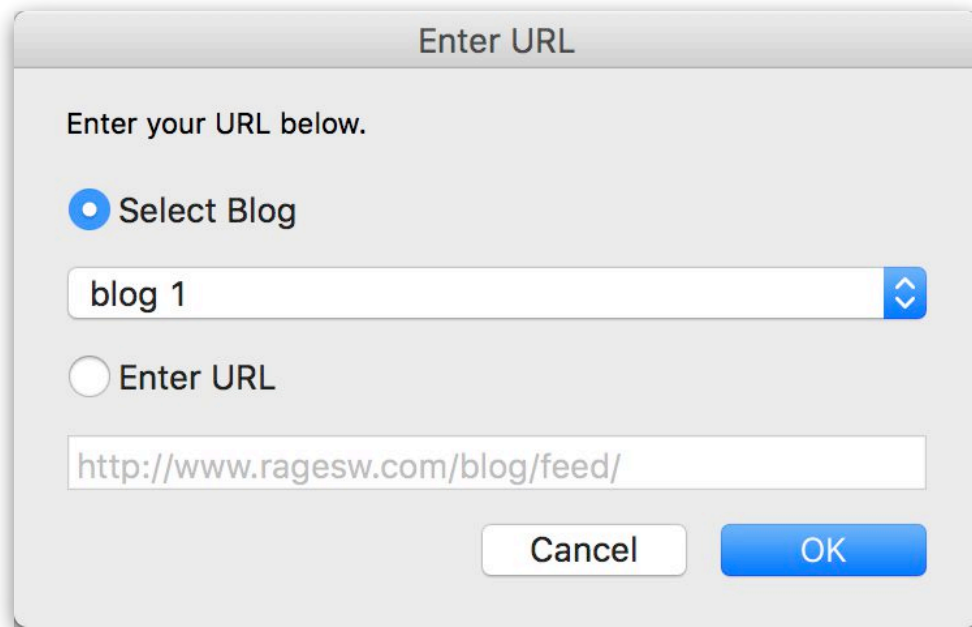 Enter URL
Enter your URL below.
Select Blog
blog 1
Enter URL
http://www.ragesw.com/blog/feed/
Cancel OK